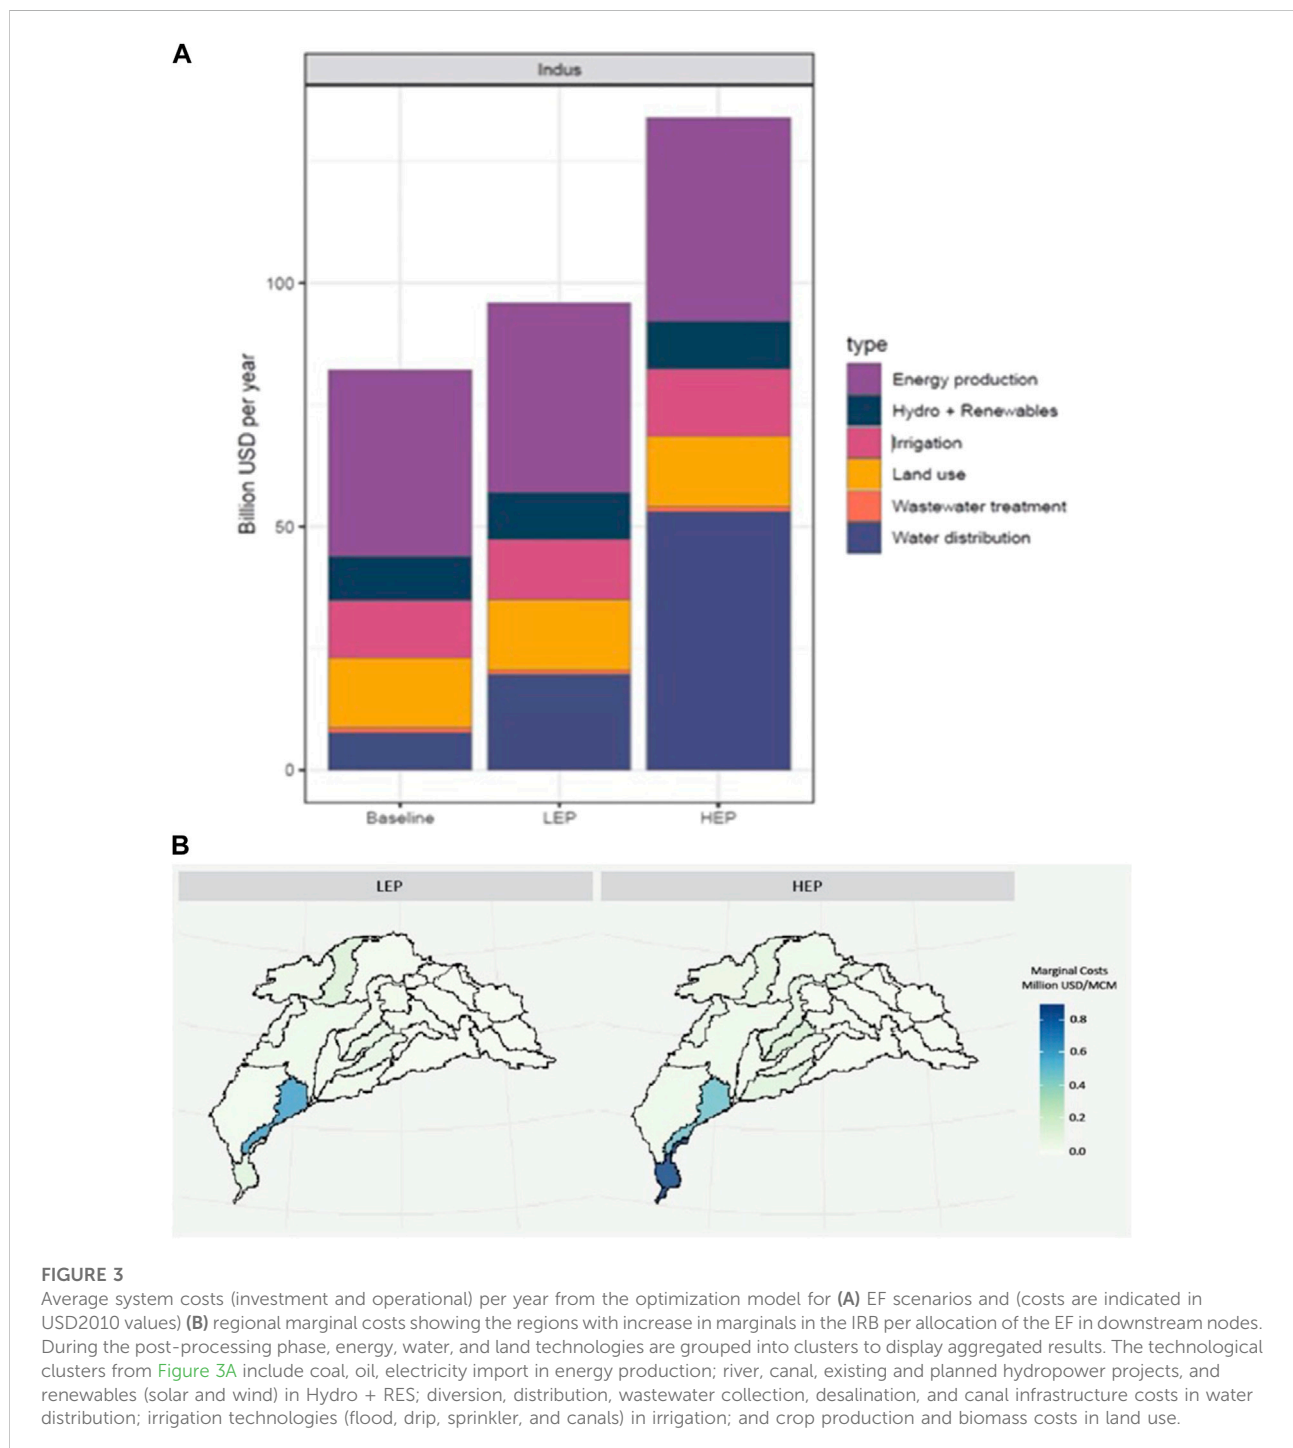 A
Indus
100
50
0
Billion USD per year
Baseline
LEP
HEP
type
Energy production
Hydro + Renewables
Irrigation
Land use
Wastewater treatment
Water distribution
B
LEP
HEP
Marginal Costs
Million USD/MCM
0.8
0.6
0.4
0.2
0.0
FIGURE 3
Average system costs (investment and operational) per year from the optimization model for (A) EF scenarios and (costs are indicated in
USD2010 values) (B) regional marginal costs showing the regions with increase in marginals in the IRB per allocation of the EF in downstream nodes.
During the post-processing phase, energy, water, and land technologies are grouped into clusters to display aggregated results. The technological
clusters from Figure 3A include coal, oil, electricity import in energy production; river, canal, existing and planned hydropower projects, and
renewables (solar and wind) in Hydro + RES; diversion, distribution, wastewater collection, desalination, and canal infrastructure costs in water
distribution; irrigation technologies (flood, drip, sprinkler, and canals) in irrigation; and crop production and biomass costs in land use.